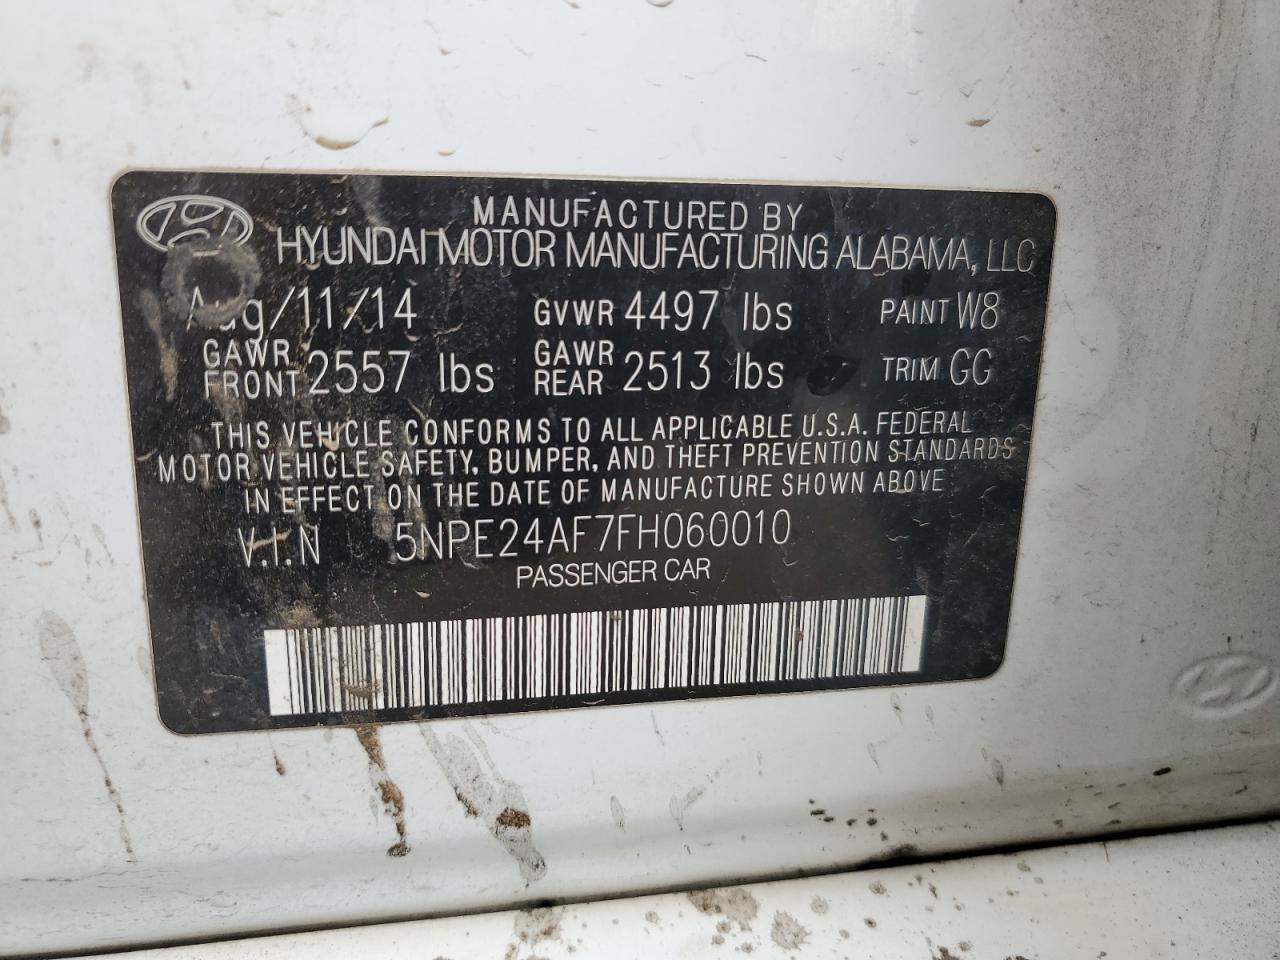 MANUFACTURED BY
HYUNDAI MOTOR MANUFACTURING ALABAMA, LLC
Aug/11/14 GVWR 4497 lbs PAINT W8
GAWR FRONT 2557 lbs GAWR REAR 2513 lbs TRIM GG
THIS VEHICLE CONFORMS TO ALL APPLICABLE U.S.A. FEDERAL
MOTOR VEHICLE SAFETY, BUMPER, AND THEFT PREVENTION STANDARDS
IN EFFECT ON THE DATE OF MANUFACTURE SHOWN ABOVE
V.I.N 5NPE24AF7FH060010
PASSENGER CAR